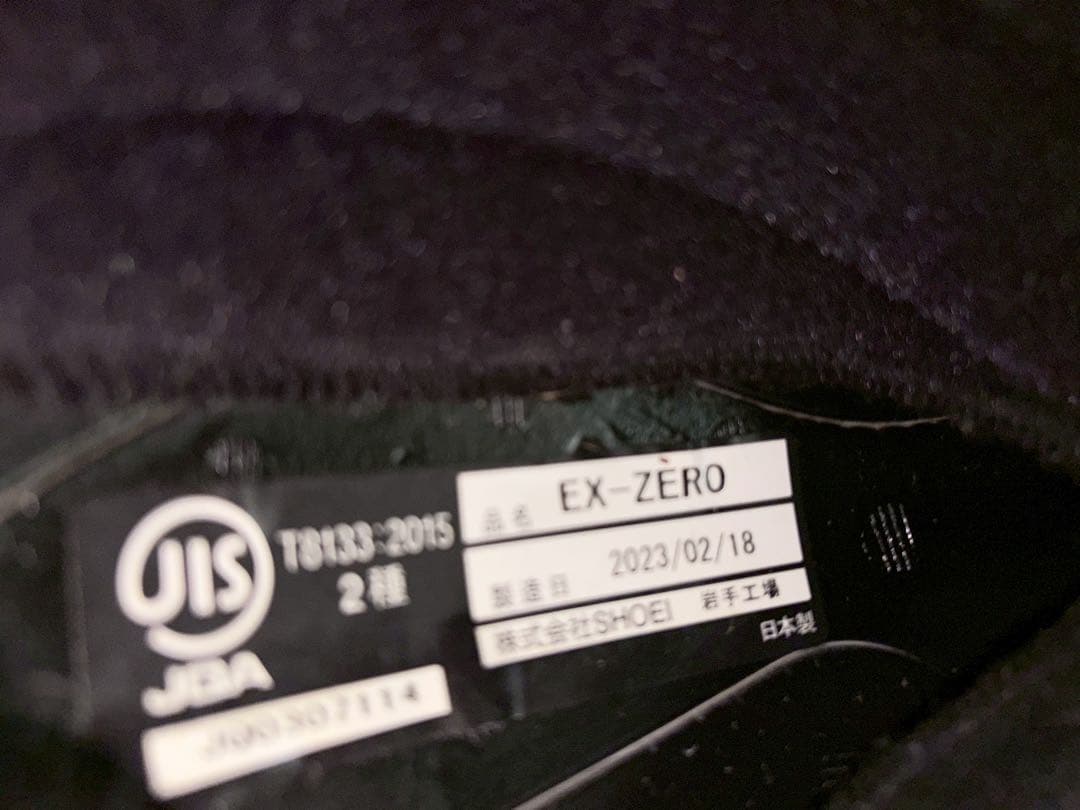 JIS
T8133:2015
2種
JQA
JQ0307114
品名 EX-ZERO
製造日 2023/02/18
株式会社SHOEI 岩手工場
日本製